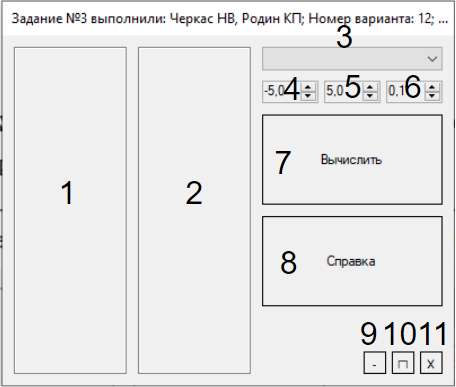 Задание №3 выполнили: Черкас НВ, Родин КП; Номер варианта: 12; ...
3
-5,0 4 5,0 5 0,1 6
1 2
7 Вычислить
8 Справка
9 10 11
- п X